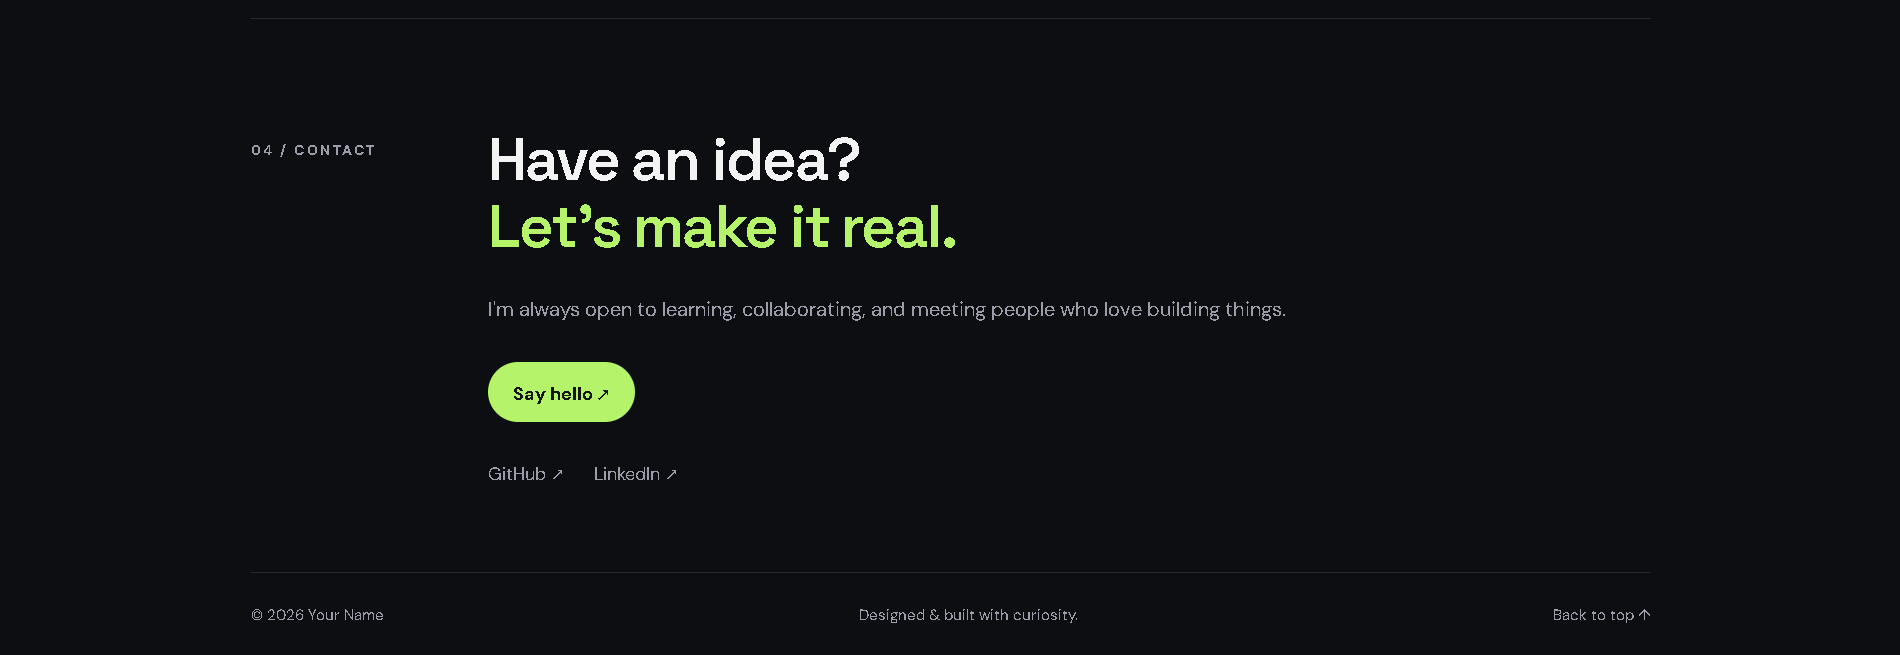 04 / CONTACT
Have an idea?
Let’s make it real.
I'm always open to learning, collaborating, and meeting people who love building things.
Say hello ↗
GitHub ↗ LinkedIn ↗
© 2026 Your Name Designed & built with curiosity. Back to top ↑